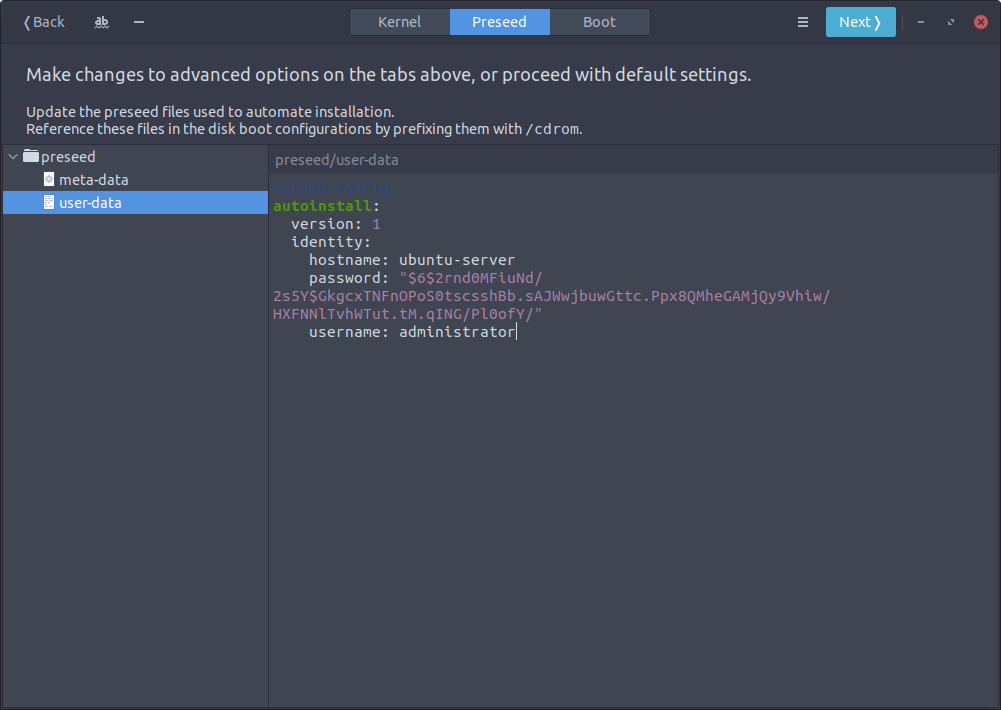 ❬Back
ab
Kernel
Preseed
Boot
Next❭
Make changes to advanced options on the tabs above, or proceed with default settings.
Update the preseed files used to automate installation.
Reference these files in the disk boot configurations by prefixing them with /cdrom.
preseed
meta-data
user-data
preseed/user-data
#cloud-config
autoinstall:
version: 1
identity:
hostname: ubuntu-server
password: "$6$2rnd0MFiuNd/
2s5Y$GkgcxTNFnOPoS0tscsshBb.sAJWwjbuwGttc.Ppx8QMheGAMjQy9Vhiw/
HXFNNlTvhWTut.tM.qING/Pl0ofY/"
username: administrator